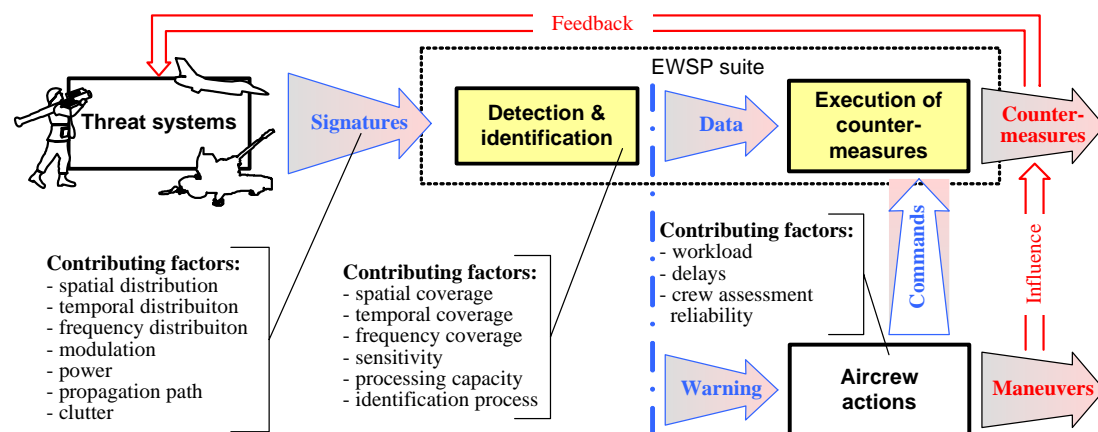 Feedback
EWSP suite
Threat systems
Signatures
Detection &
identification
Data
Execution of
counter-
measures
Counter-
measures
Contributing factors:
- spatial distribution
- temporal distribuiton
- frequency distribuiton
- modulation
- power
- propagation path
- clutter
Contributing factors:
- spatial coverage
- temporal coverage
- frequency coverage
- sensitivity
- processing capacity
- identification process
Contributing factors:
- workload
- delays
- crew assessment
reliability
Commands
Influence
Warning
Aircrew
actions
Maneuvers